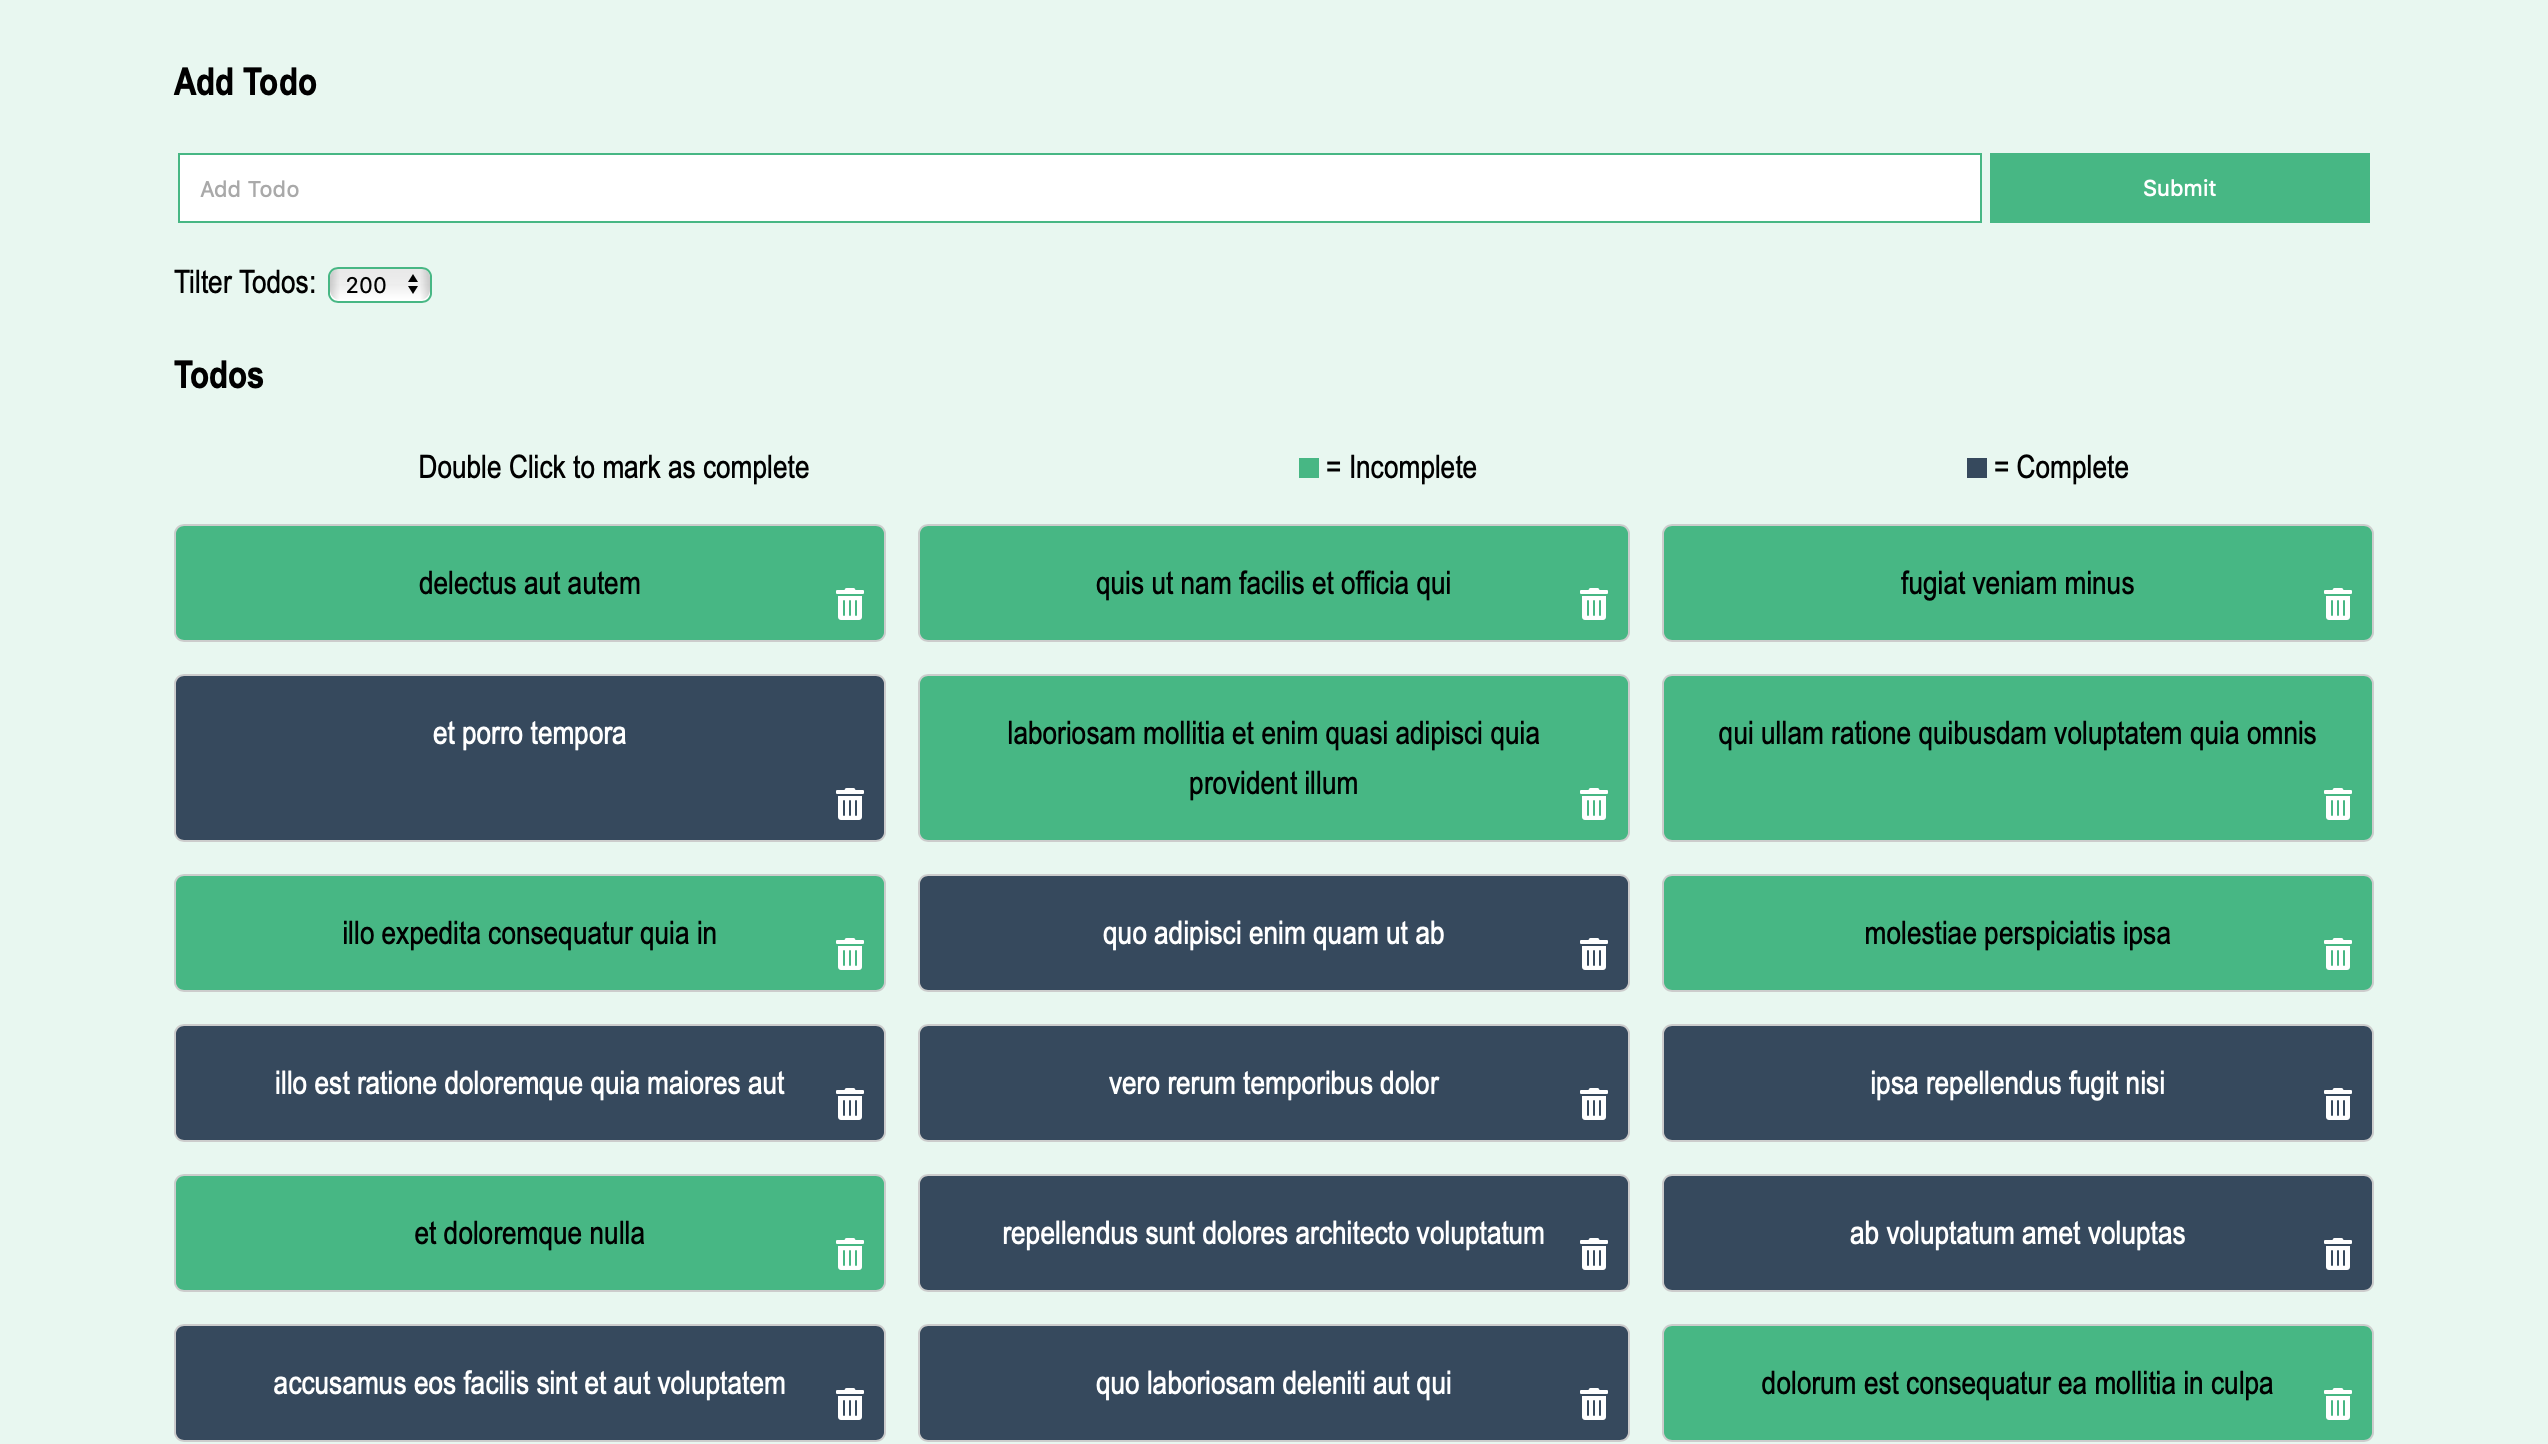 Add Todo
Add Todo
Submit
Tilter Todos: 200
Todos
Double Click to mark as complete
= Incomplete
= Complete
delectus aut autem
quis ut nam facilis et officia qui
fugiat veniam minus
et porro tempora
laboriosam mollitia et enim quasi adipisci quia
provident illum
qui ullam ratione quibusdam voluptatem quia omnis
illo expedita consequatur quia in
quo adipisci enim quam ut ab
molestiae perspiciatis ipsa
illo est ratione doloremque quia maiores aut
vero rerum temporibus dolor
ipsa repellendus fugit nisi
et doloremque nulla
repellendus sunt dolores architecto voluptatum
ab voluptatum amet voluptas
accusamus eos facilis sint et aut voluptatem
quo laboriosam deleniti aut qui
dolorum est consequatur ea mollitia in culpa